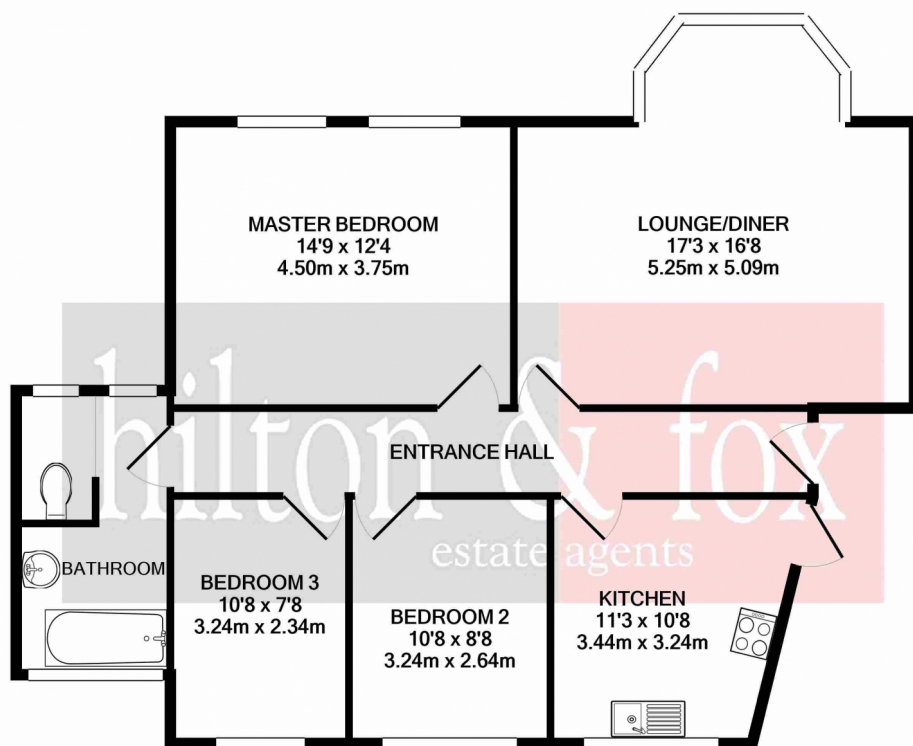 MASTER BEDROOM
14'9 x 12'4
4.50m x 3.75m
LOUNGE/DINER
17'3 x 16'8
5.25m x 5.09m
hilton & fox
estate agents
ENTRANCE HALL
BATHROOM
BEDROOM 3
10'8 x 7'8
3.24m x 2.34m
BEDROOM 2
10'8 x 8'8
3.24m x 2.64m
KITCHEN
11'3 x 10'8
3.44m x 3.24m